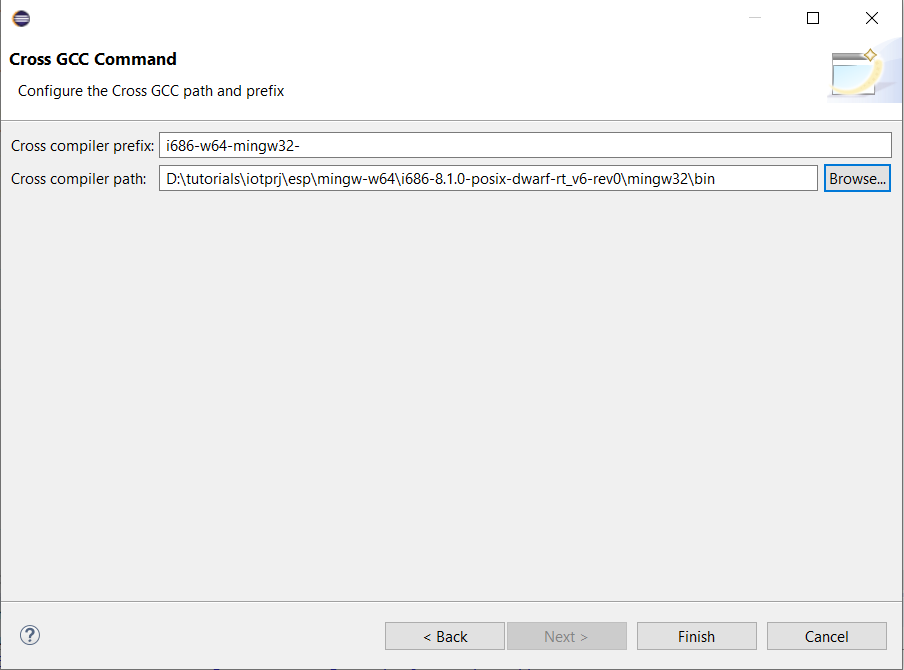 Cross GCC Command
Configure the Cross GCC path and prefix
Cross compiler prefix: i686-w64-mingw32-
Cross compiler path: D:\tutorials\iotprj\esp\mingw-w64\i686-8.1.0-posix-dwarf-rt_v6-rev0\mingw32\bin Browse...
? < Back Next > Finish Cancel